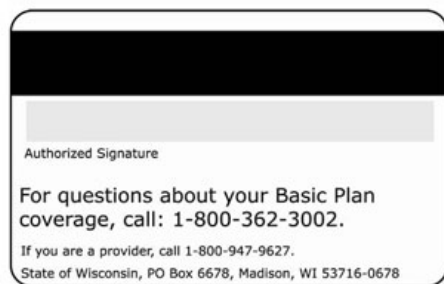 Authorized Signature
For questions about your Basic Plan
coverage, call: 1-800-362-3002.
If you are a provider, call 1-800-947-9627.
State of Wisconsin, PO Box 6678, Madison, WI 53716-0678